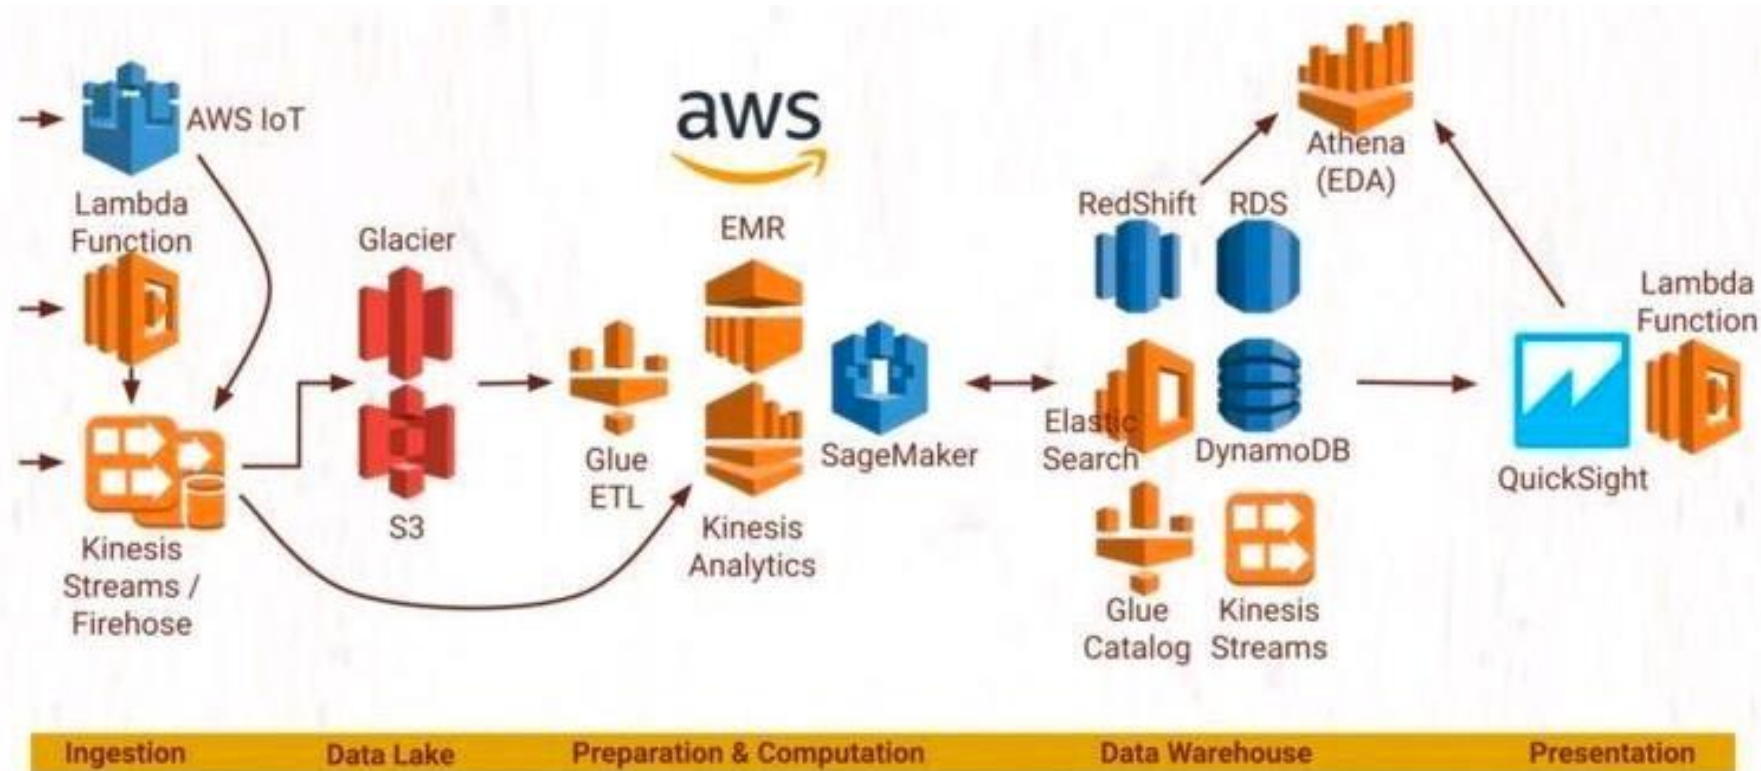 AWS IoT
Lambda
Function
Kinesis
Streams /
Firehose
Glacier
S3
aws
Glue
ETL
EMR
Kinesis
Analytics
SageMaker
RedShift
RDS
Elastic
Search
DynamoDB
Glue
Catalog
Kinesis
Streams
Athena
(EDA)
QuickSight
Lambda
Function
Ingestion
Data Lake
Preparation & Computation
Data Warehouse
Presentation